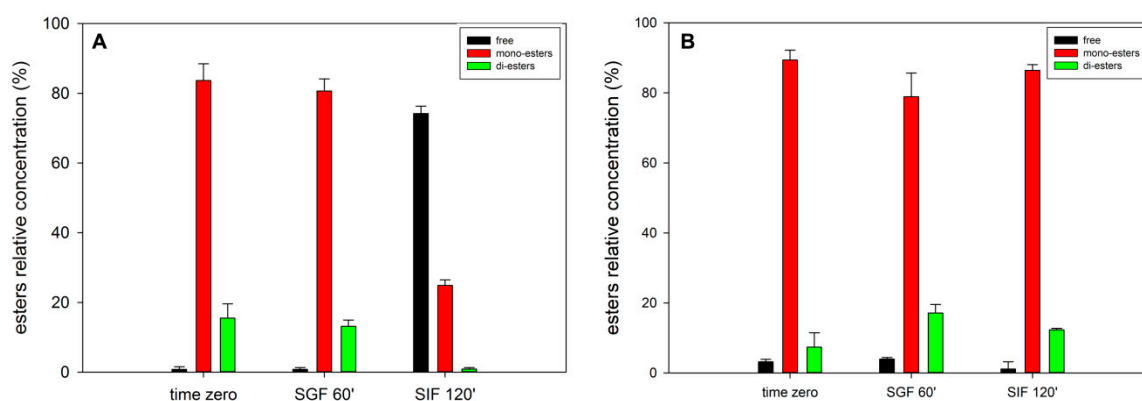 A
esters relative concentration (%)
100
80
60
40
20
0
free
mono-esters
di-esters
time zero
SGF 60'
SIF 120'
B
esters relative concentration (%)
100
80
60
40
20
0
free
mono-esters
di-esters
time zero
SGF 60'
SIF 120'